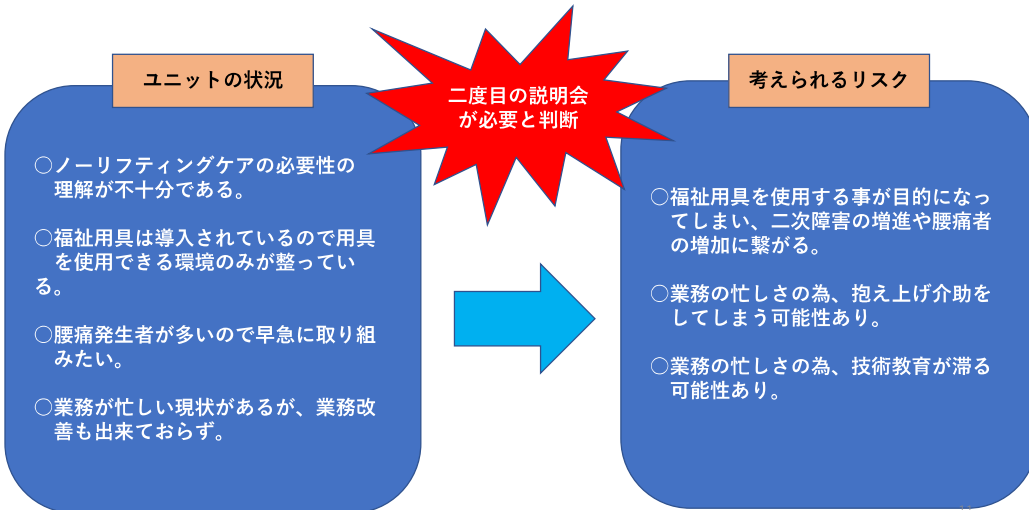 二度目の説明会
が必要と判断
ユニットの状況
○ノーリフティングケアの必要性の
理解が不十分である。
○福祉用具は導入されているので用具
を使用できる環境のみが整ってい
る。
○腰痛発生者が多いので早急に取り組
みたい。
○業務が忙しい現状があるが、業務改
善も出来ておらず。
考えられるリスク
○福祉用具を使用する事が目的になっ
てしまい、二次障害の増進や腰痛者
の増加に繋がる。
○業務の忙しさの為、抱え上げ介助を
してしまう可能性あり。
○業務の忙しさの為、技術教育が滞る
可能性あり。